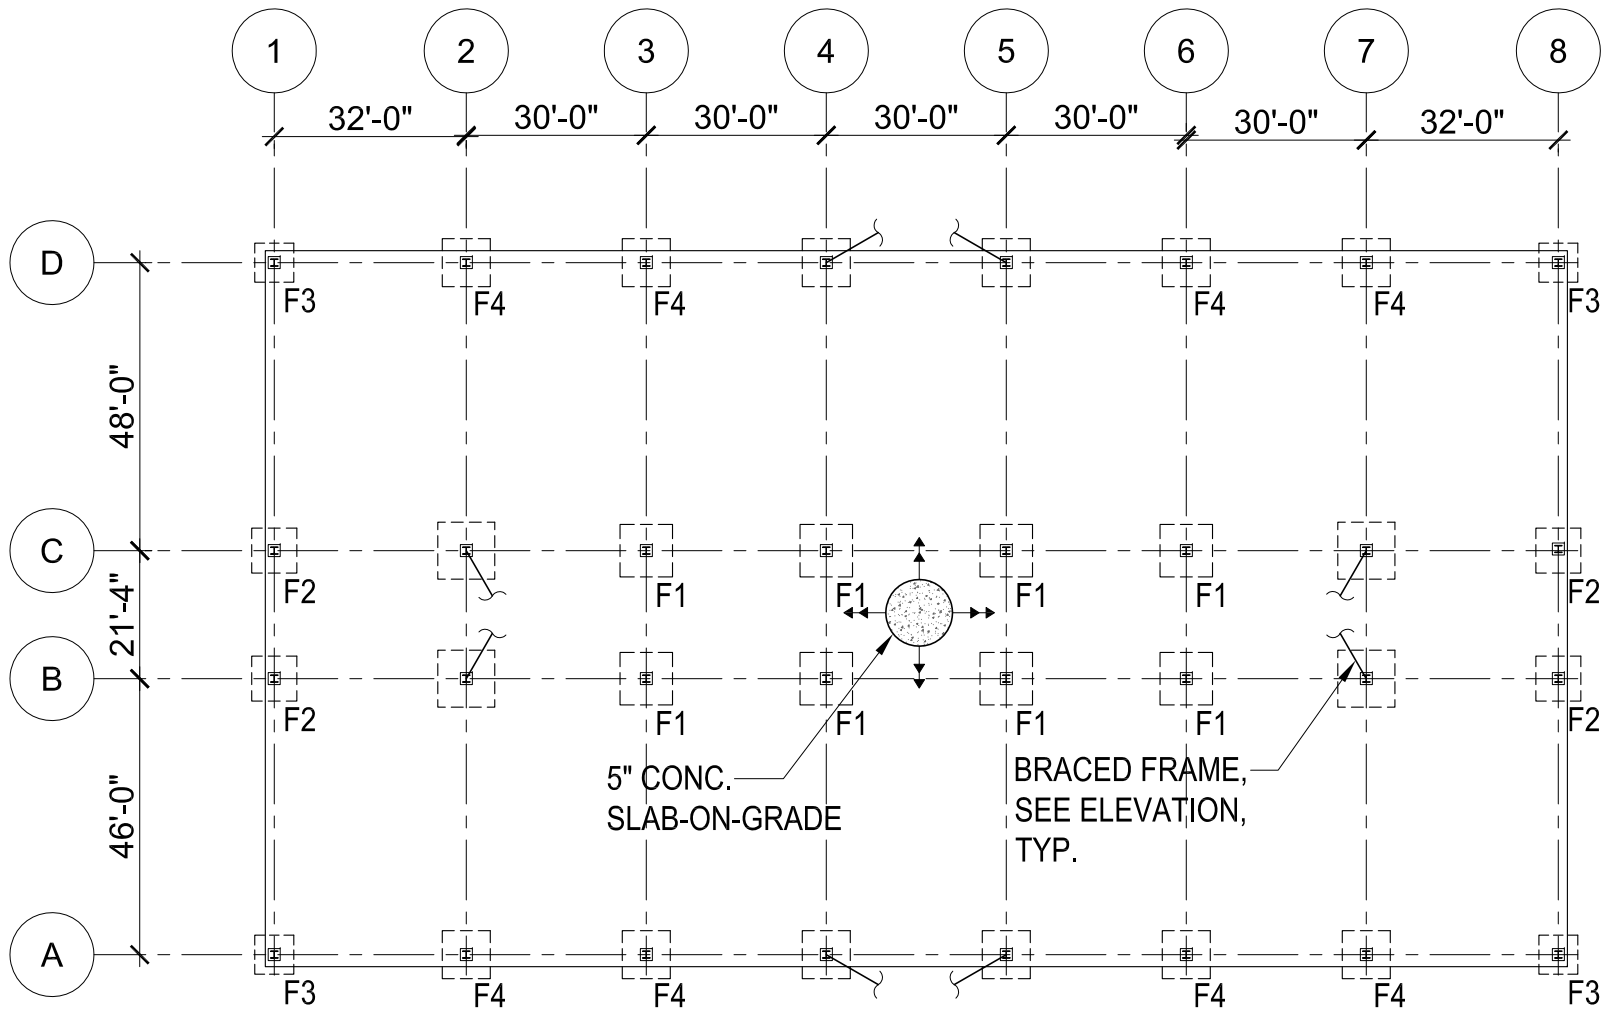 1 2 3 4 5 6 7 8
32'-0" 30'-0" 30'-0" 30'-0" 30'-0" 30'-0" 32'-0"
D
F3 F4 F4 F4 F4 F3
48'-0"
C
F2 F1 F1 F1 F1 F2
21'-4"
B
F2 F1 F1 F1 F1 F2
5" CONC.
SLAB-ON-GRADE
BRACED FRAME,
SEE ELEVATION,
TYP.
46'-0"
A
F3 F4 F4 F4 F4 F3